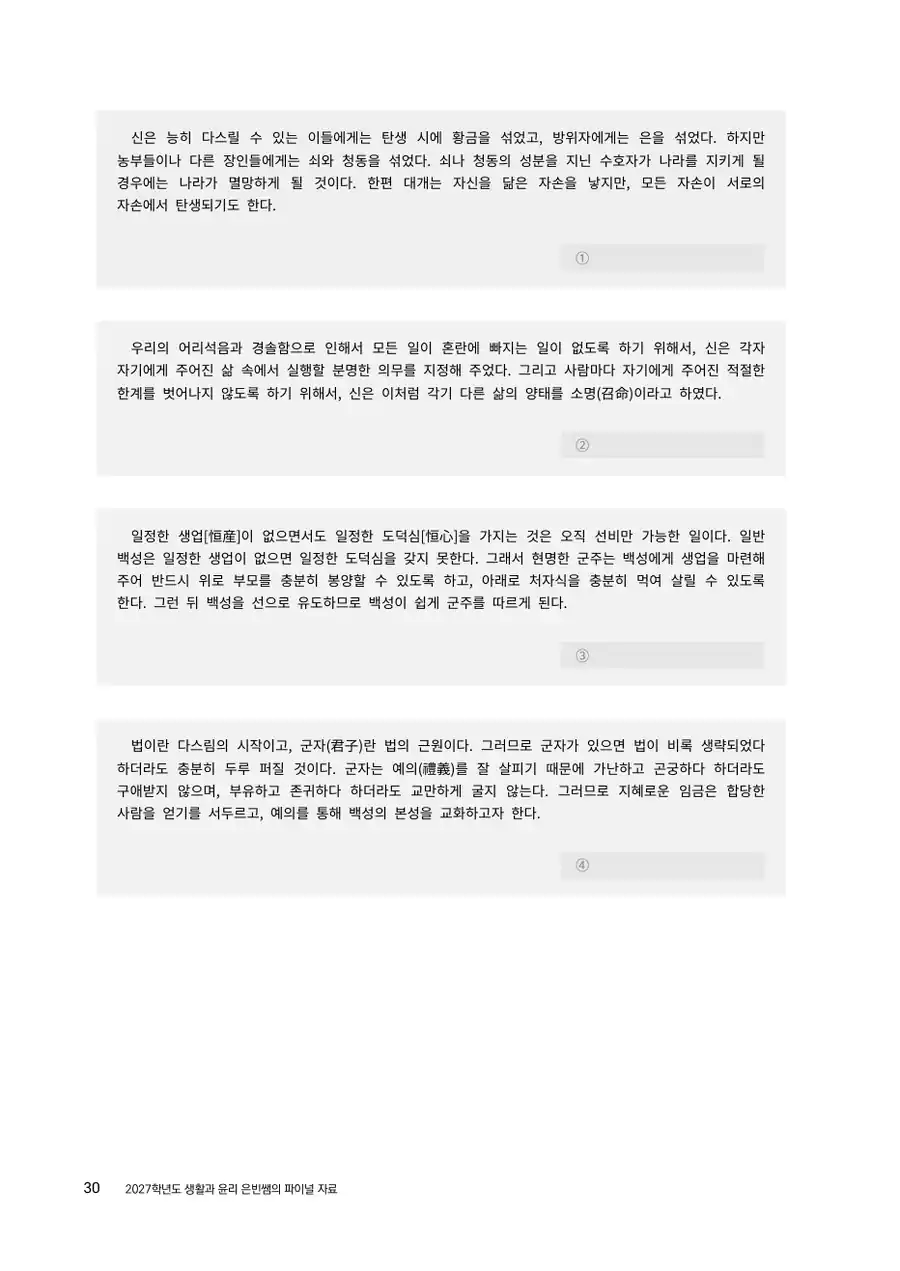 신은 능히 다스릴 수 있는 이들에게는 탄생 시에 황금을 섞었고, 방위자에게는 은을 섞었다. 하지만
농부들이나 다른 장인들에게는 쇠와 청동을 섞었다. 쇠나 청동의 성분을 지닌 수호자가 나라를 지키게 될
경우에는 나라가 멸망하게 될 것이다. 한편 대개는 자신을 닮은 자손을 낳지만, 모든 자손이 서로의
자손에서 탄생되기도 한다.
①
우리의 어리석음과 경솔함으로 인해서 모든 일이 혼란에 빠지는 일이 없도록 하기 위해서, 신은 각자
자기에게 주어진 삶 속에서 실행할 분명한 의무를 지정해 주었다. 그리고 사람마다 자기에게 주어진 적절한
한계를 벗어나지 않도록 하기 위해서, 신은 이처럼 각기 다른 삶의 양태를 소명(召命)이라고 하였다.
②
일정한 생업[恒産]이 없으면서도 일정한 도덕심[恒心]을 가지는 것은 오직 선비만 가능한 일이다. 일반
백성은 일정한 생업이 없으면 일정한 도덕심을 갖지 못한다. 그래서 현명한 군주는 백성에게 생업을 마련해
주어 반드시 위로 부모를 충분히 봉양할 수 있도록 하고, 아래로 처자식을 충분히 먹여 살릴 수 있도록
한다. 그런 뒤 백성을 선으로 유도하므로 백성이 쉽게 군주를 따르게 된다.
③
법이란 다스림의 시작이고, 군자(君子)란 법의 근원이다. 그러므로 군자가 있으면 법이 비록 생략되었다
하더라도 충분히 두루 퍼질 것이다. 군자는 예의(禮義)를 잘 살피기 때문에 가난하고 곤궁하다 하더라도
구애받지 않으며, 부유하고 존귀하다 하더라도 교만하게 굴지 않는다. 그러므로 지혜로운 임금은 합당한
사람을 얻기를 서두르고, 예의를 통해 백성의 본성을 교화하고자 한다.
④
30 2027학년도 생활과 윤리 은빈쌤의 파이널 자료